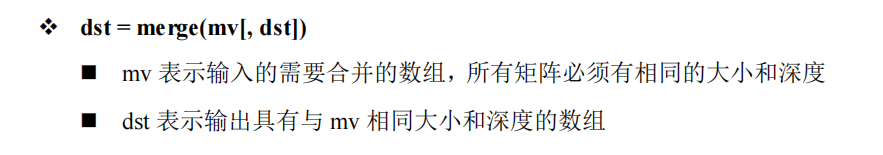 ❖ dst = merge(mv[, dst])
■ mv 表示输入的需要合并的数组，所有矩阵必须有相同的大小和深度
■ dst 表示输出具有与 mv 相同大小和深度的数组